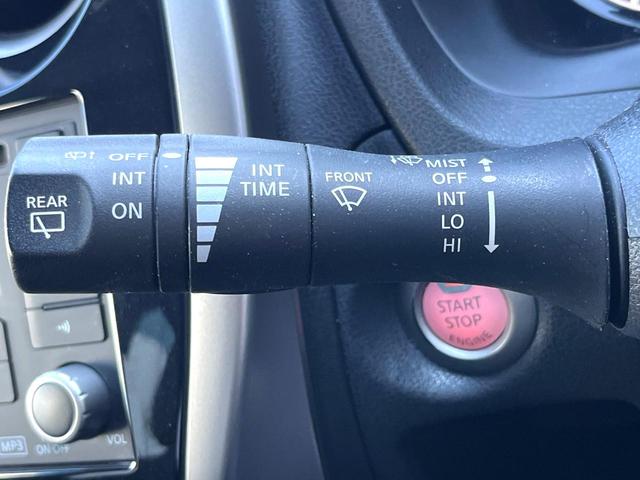 REAR
OFF
INT
ON
INT
TIME
FRONT
MIST
OFF
INT
LO
HI
START
STOP
ENGINE
MP3
ON·OFF
VOL